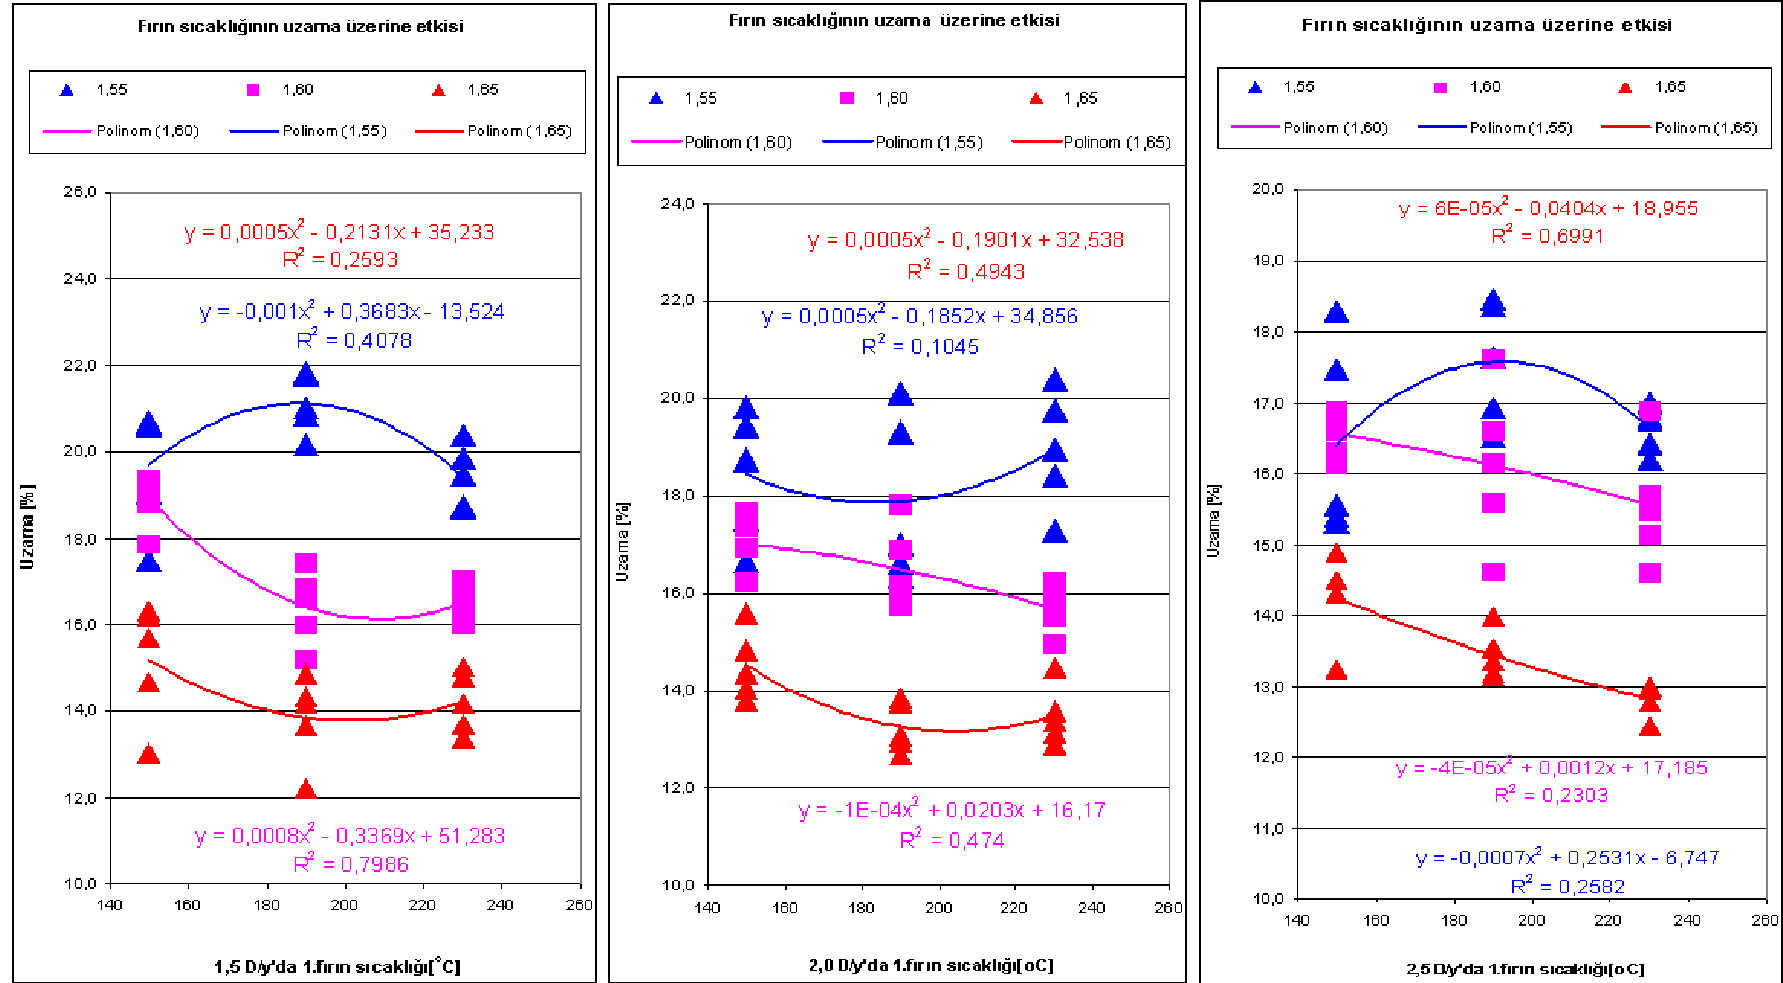 Fırın sıcaklığının uzama üzerine etkisi
1,55
1,60
1,65
Polinom (1,60)
Polinom (1,55)
Polinom (1,65)
26,0
24,0
22,0
20,0
18,0
16,0
14,0
12,0
10,0
y = 0,0005x² - 0,2131x + 35,233
R² = 0,2593
y = -0,001x² + 0,3683x - 13,524
R² = 0,4078
y = 0,0008x² - 0,3369x + 51,283
R² = 0,7986
Uzama [%]
140 160 180 200 220 240 260
1,5 D/y'da 1.fırın sıcaklığı[°C]
Fırın sıcaklığının uzama üzerine etkisi
1,55
1,60
1,65
Polinom (1,60)
Polinom (1,55)
Polinom (1,65)
24,0
22,0
20,0
18,0
16,0
14,0
12,0
10,0
y = 0,0005x² - 0,1901x + 32,538
R² = 0,4943
y = 0,0005x² - 0,1852x + 34,856
R² = 0,1045
y = -1E-04x² + 0,0203x + 16,17
R² = 0,474
Uzama [%]
140 160 180 200 220 240 260
2,0 D/y'da 1.fırın sıcaklığı[oC]
Fırın sıcaklığının uzama üzerine etkisi
1,55
1,60
1,65
Polinom (1,60)
Polinom (1,55)
Polinom (1,65)
20,0
19,0
18,0
17,0
16,0
15,0
14,0
13,0
12,0
11,0
10,0
y = 6E-05x² - 0,0404x + 18,955
R² = 0,6991
y = -4E-05x² + 0,0012x + 17,185
R² = 0,2303
y = -0,0007x² + 0,2531x - 6,747
R² = 0,2582
Uzama [%]
140 160 180 200 220 240 260
2,5 D/y'da 1.fırın sıcaklığı[oC]